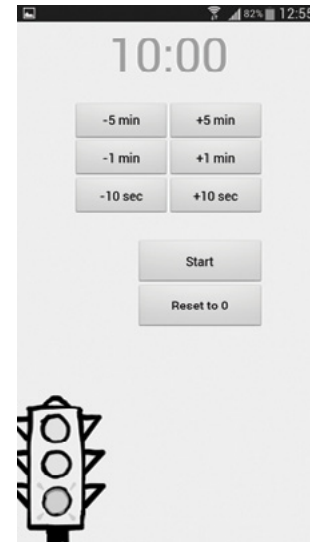 82% 12:55
10:00
-5 min +5 min
-1 min +1 min
-10 sec +10 sec
Start
Reset to 0